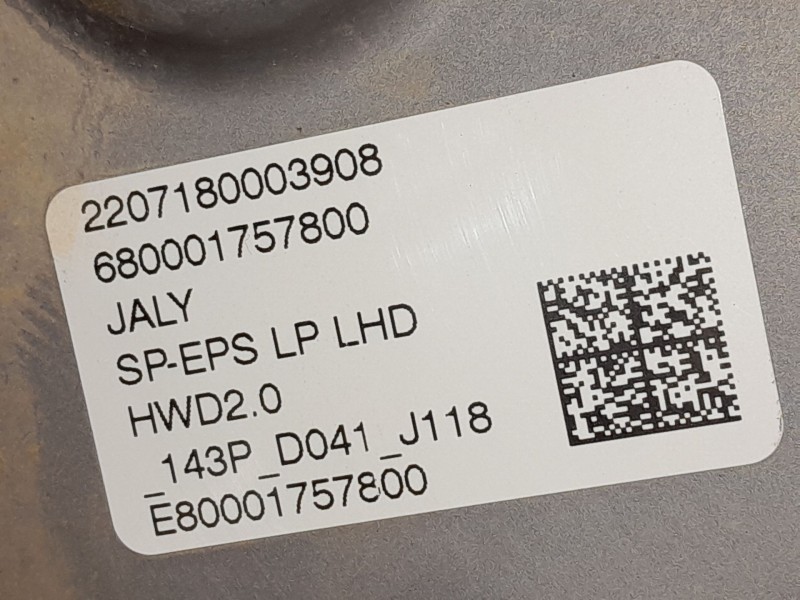 2207180003908
680001757800
JALY
SP-EPS LP LHD
HWD2.0
_143P_D041_J118
E80001757800